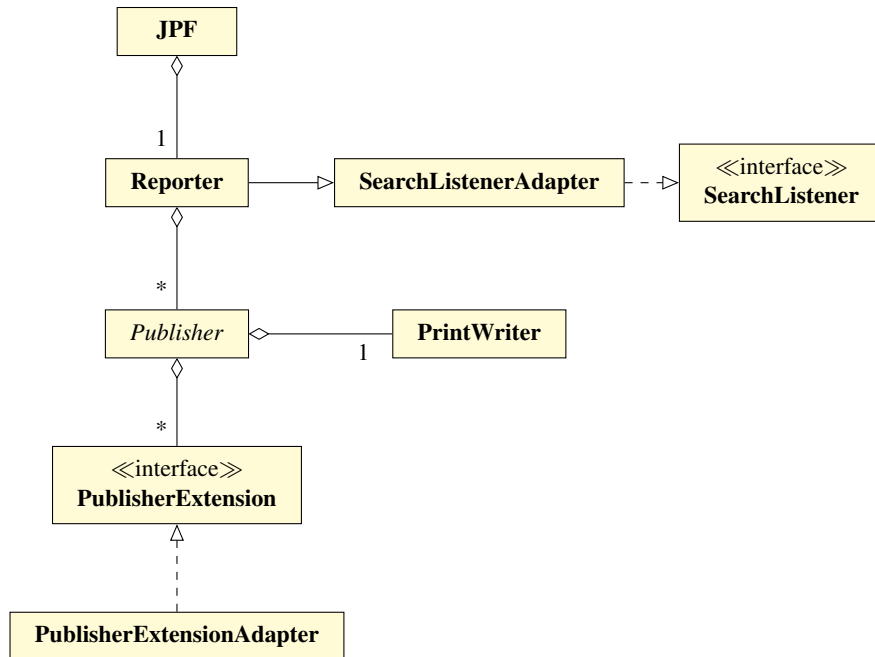 JPF
1
Reporter
SearchListenerAdapter
≪interface≫
SearchListener
*
Publisher
PrintWriter
1
*
≪interface≫
PublisherExtension
PublisherExtensionAdapter